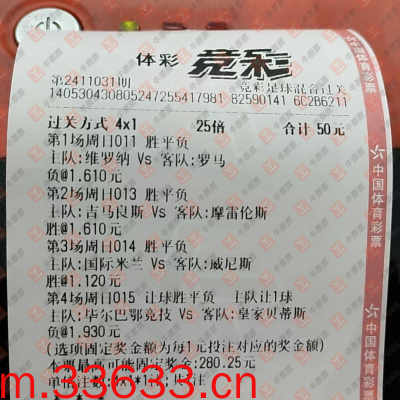 体彩 竞彩
第2411031期 竞彩足球混合过关
140530430805247255417981 82590141 6C2B6211
过关方式 4x1 25倍 合计 50元
第1场周日011 胜平负
主队:维罗纳 Vs 客队:罗马
负@1.610元
第2场周日013 胜平负
主队:吉马良斯 Vs 客队:摩雷伦斯
胜@1.610元
第3场周日014 胜平负
主队:国际米兰 Vs 客队:威尼斯
胜@1.120元
第4场周日015 让球胜平负 主队让1球
主队:毕尔巴鄂竞技 Vs 客队:皇家贝蒂斯
负@1.930元
(选项固定奖金额为每1元投注对应的奖金额)
本票最高可能固定奖金:280.25元
中国体育彩票
中国体育彩票
m.33633.cn